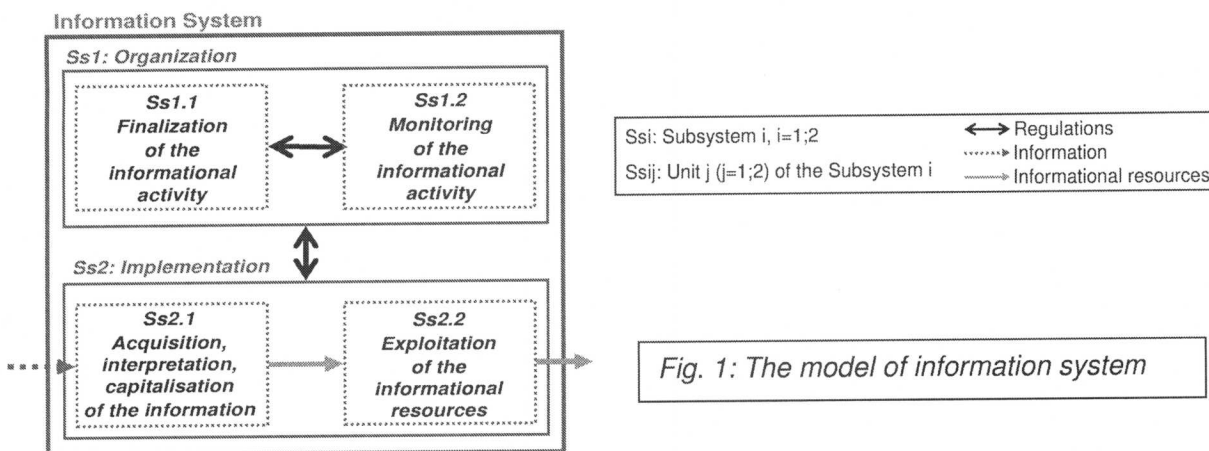 Information System
Ss1: Organization
Ss1.1
Finalization
of the
informational
activity
Ss1.2
Monitoring
of the
informational
activity
Ss2: Implementation
Ss2.1
Acquisition,
interpretation,
capitalisation
of the information
Ss2.2
Exploitation
of the
informational
resources
Ssi: Subsystem i, i=1;2
Ssij: Unit j (j=1;2) of the Subsystem i
Regulations
Information
Informational resources
Fig. 1: The model of information system